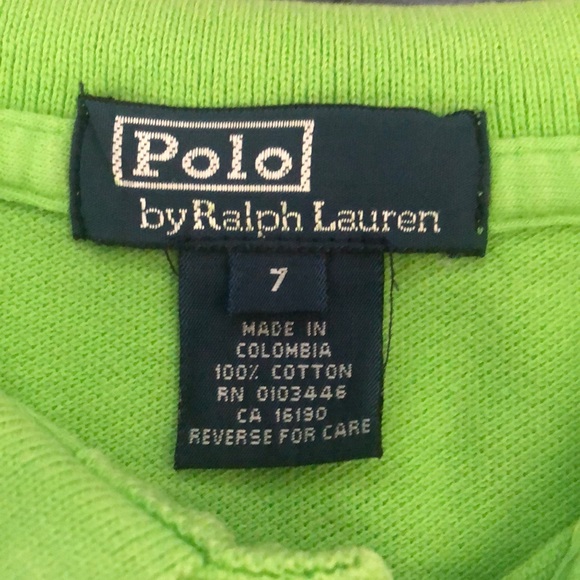 Polo
by Ralph Lauren
7
MADE IN
COLOMBIA
100% COTTON
RN 0103446
CA 16190
REVERSE FOR CARE